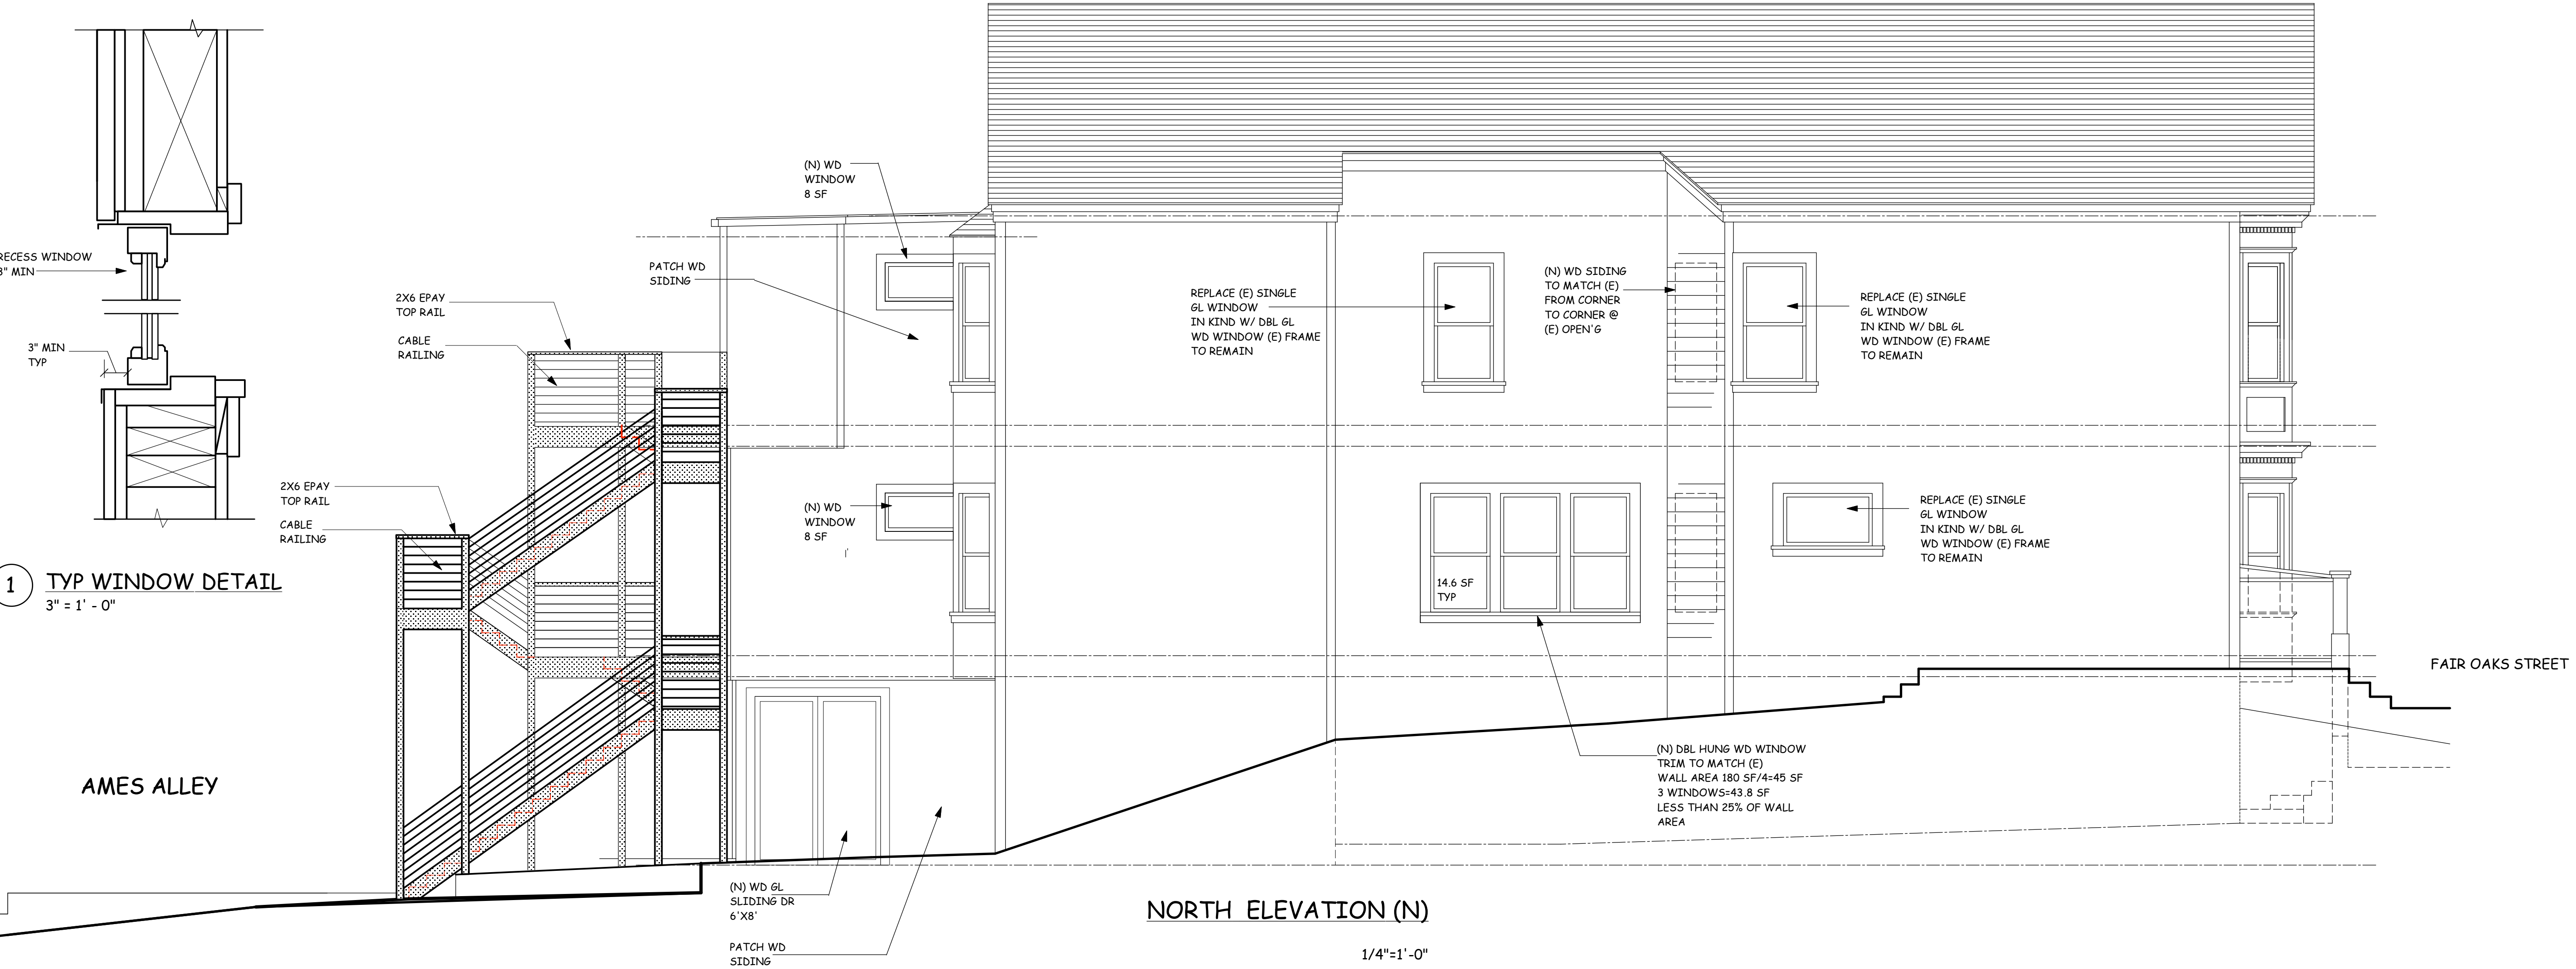 RECESS WINDOW
3" MIN
3" MIN
TYP
1
TYP WINDOW DETAIL
3" = 1' - 0"
2X6 EPAY
TOP RAIL
CABLE
RAILING
2X6 EPAY
TOP RAIL
CABLE
RAILING
AMES ALLEY
(N) WD
WINDOW
8 SF
PATCH WD
SIDING
(N) WD
WINDOW
8 SF
1'
(N) WD GL
SLIDING DR
6'X8'
PATCH WD
SIDING
REPLACE (E) SINGLE
GL WINDOW
IN KIND W/ DBL GL
WD WINDOW (E) FRAME
TO REMAIN
(N) WD SIDING
TO MATCH (E)
FROM CORNER
TO CORNER @
(E) OPEN'G
REPLACE (E) SINGLE
GL WINDOW
IN KIND W/ DBL GL
WD WINDOW (E) FRAME
TO REMAIN
REPLACE (E) SINGLE
GL WINDOW
IN KIND W/ DBL GL
WD WINDOW (E) FRAME
TO REMAIN
14.6 SF
TYP
(N) DBL HUNG WD WINDOW
TRIM TO MATCH (E)
WALL AREA 180 SF/4=45 SF
3 WINDOWS=43.8 SF
LESS THAN 25% OF WALL
AREA
FAIR OAKS STREET
NORTH ELEVATION (N)
1/4"=1'-0"